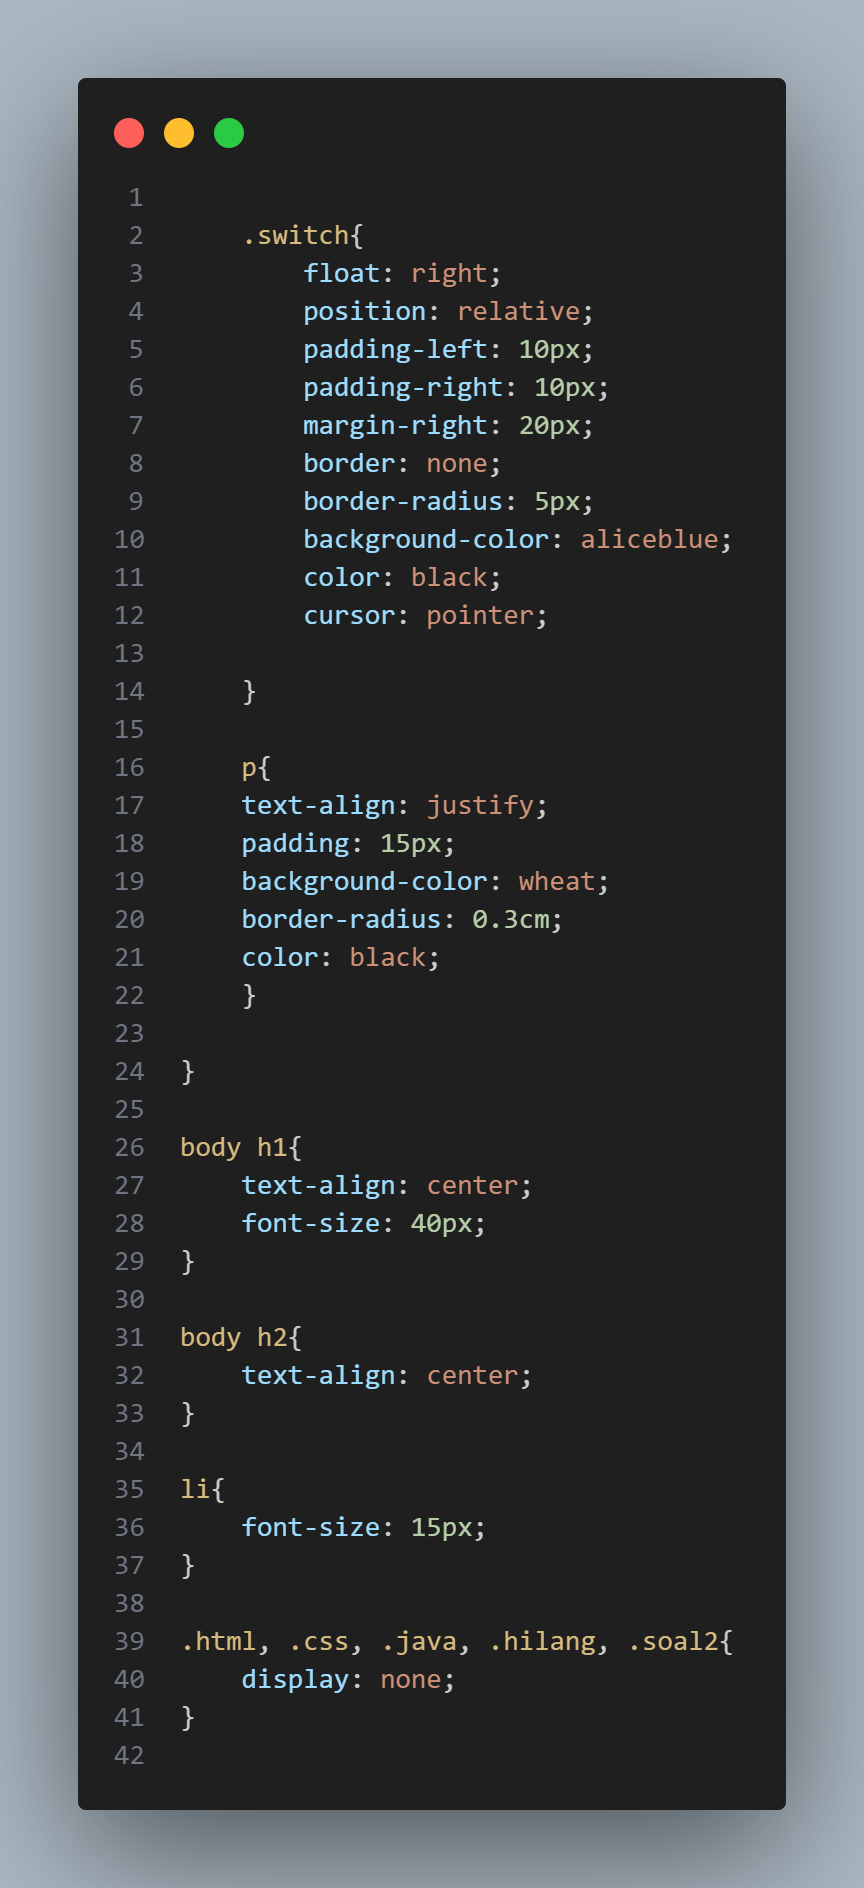 1
2     .switch{
3         float: right;
4         position: relative;
5         padding-left: 10px;
6         padding-right: 10px;
7         margin-right: 20px;
8         border: none;
9         border-radius: 5px;
10         background-color: aliceblue;
11         color: black;
12         cursor: pointer;
13
14     }
15
16     p{
17     text-align: justify;
18     padding: 15px;
19     background-color: wheat;
20     border-radius: 0.3cm;
21     color: black;
22     }
23
24 }
25
26 body h1{
27     text-align: center;
28     font-size: 40px;
29 }
30
31 body h2{
32     text-align: center;
33 }
34
35 li{
36     font-size: 15px;
37 }
38
39 .html, .css, .java, .hilang, .soal2{
40     display: none;
41 }
42